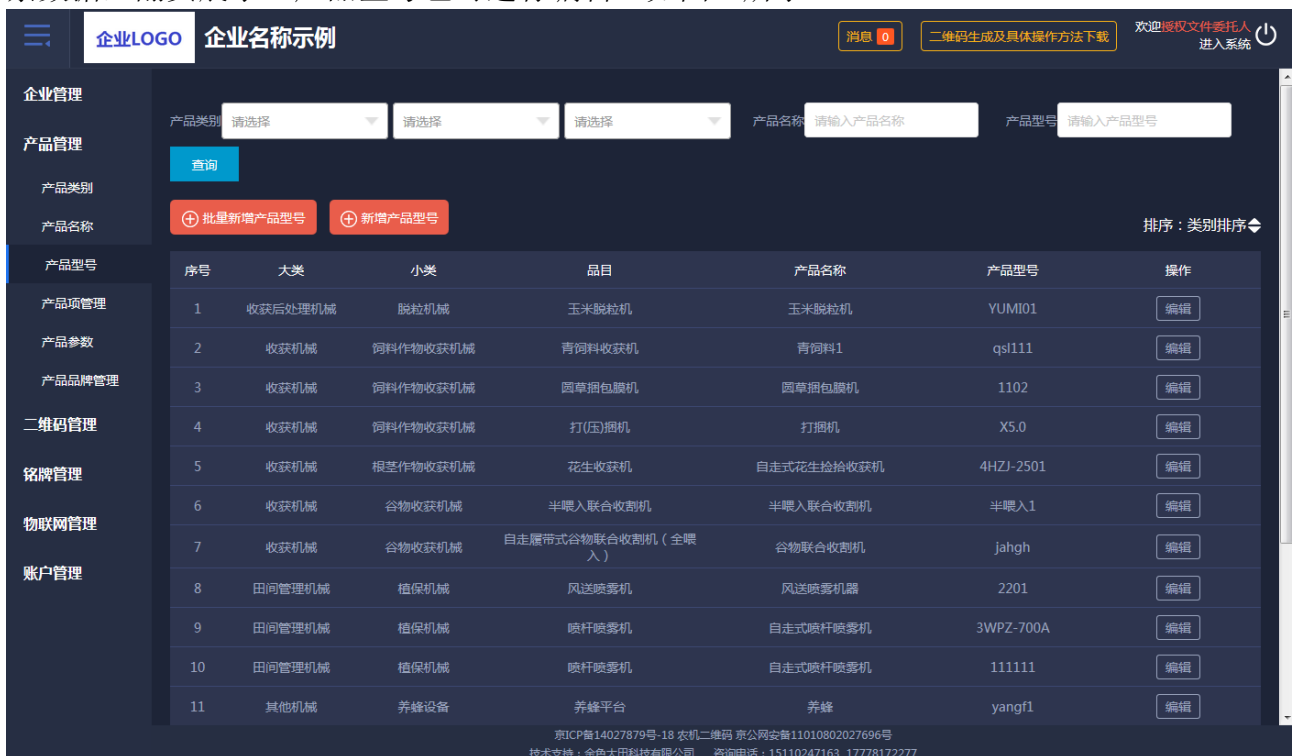 企业LOGO 企业名称示例 消息 0 二维码生成及具体操作方法下载 欢迎授权文件委托人
进入系统
企业管理
产品管理
产品类别
产品名称
产品型号
产品项管理
产品参数
产品品牌管理
二维码管理
铭牌管理
物联网管理
账户管理
产品类别 请选择 请选择 请选择 产品名称 请输入产品名称 产品型号 请输入产品型号
查询
批量新增产品型号 新增产品型号
排序：类别排序
序号 大类 小类 品目 产品名称 产品型号 操作
1 收获后处理机械 脱粒机械 玉米脱粒机 玉米脱粒机 YUMI01 编辑
2 收获机械 饲料作物收获机械 青饲料收获机 青饲料1 qsl111 编辑
3 收获机械 饲料作物收获机械 圆草捆包膜机 圆草捆包膜机 1102 编辑
4 收获机械 饲料作物收获机械 打(压)捆机 打捆机 X5.0 编辑
5 收获机械 根茎作物收获机械 花生收获机 自走式花生捡拾收获机 4HZJ-2501 编辑
6 收获机械 谷物收获机械 半喂入联合收割机 半喂入联合收割机 半喂入1 编辑
7 收获机械 谷物收获机械 自走履带式谷物联合收割机（全喂
入） 谷物联合收割机 jahgh 编辑
8 田间管理机械 植保机械 风送喷雾机 风送喷雾机器 2201 编辑
9 田间管理机械 植保机械 喷杆喷雾机 自走式喷杆喷雾机 3WPZ-700A 编辑
10 田间管理机械 植保机械 喷杆喷雾机 自走式喷杆喷雾机 111111 编辑
11 其他机械 养蜂设备 养蜂平台 养蜂 yangf1 编辑
京ICP备14027879号-18 农机二维码 京公网安备11010802027696号
技术支持：金色大田科技有限公司 咨询电话：15110247163 17778172277